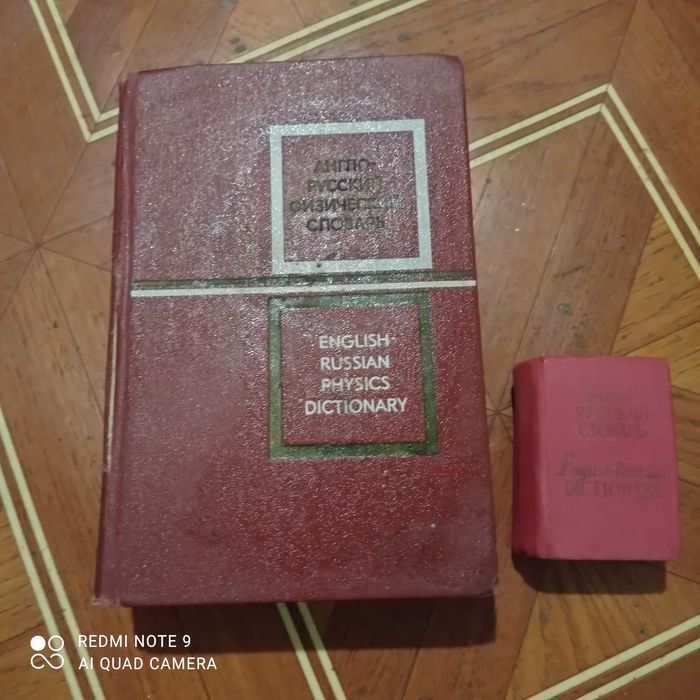 АНГЛО-
РУССКИЙ
ФИЗИЧЕСКИЙ
СЛОВАРЬ
ENGLISH-
RUSSIAN
PHYSICS
DICTIONARY
РУССКИЙ
СЛОВАРЬ
English-Russian
DICTIONARY
REDMI NOTE 9
AI QUAD CAMERA